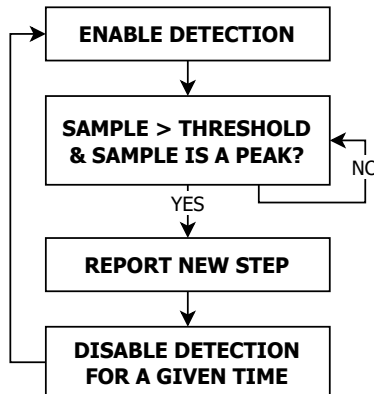 ENABLE DETECTION
SAMPLE > THRESHOLD
& SAMPLE IS A PEAK?
NO
YES
REPORT NEW STEP
DISABLE DETECTION
FOR A GIVEN TIME